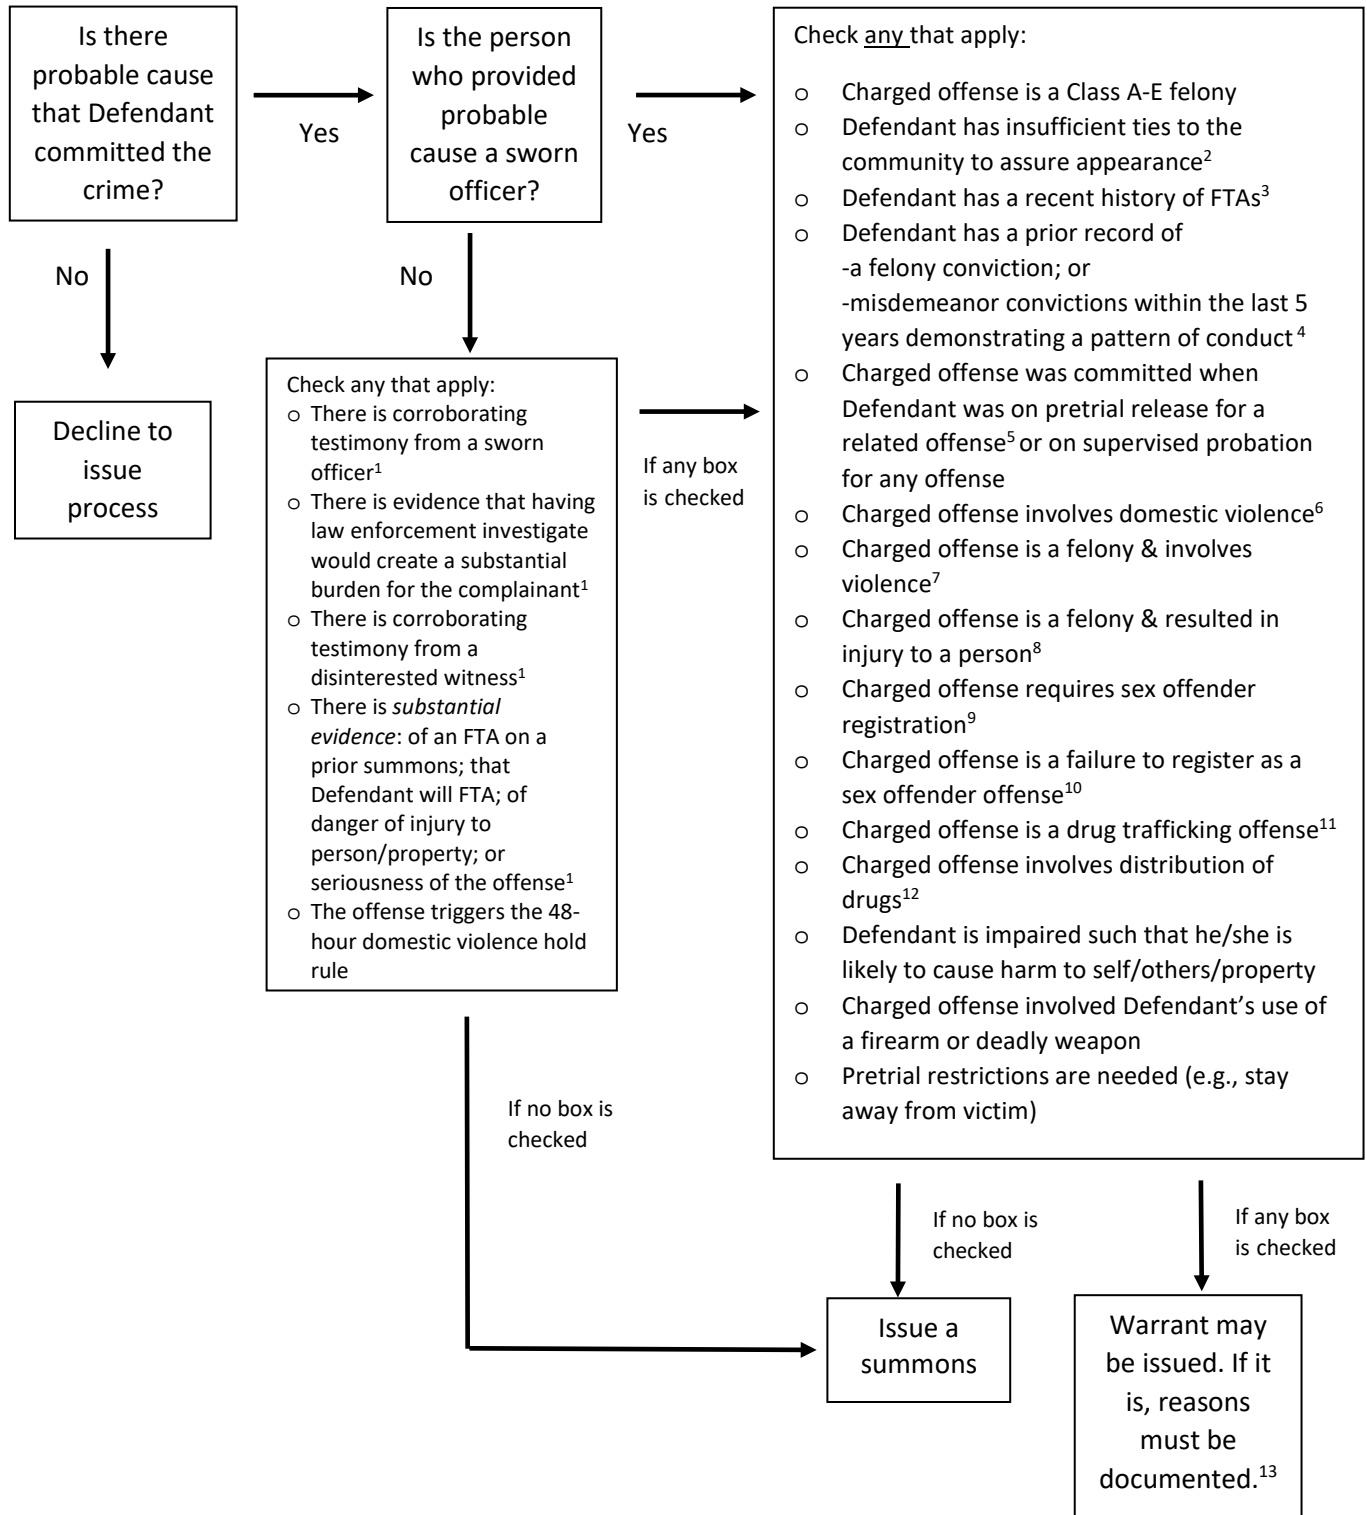 Is there
probable cause
that Defendant
committed the
crime?
Yes
No
Decline to
issue
process
Is the person
who provided
probable
cause a sworn
officer?
Yes
No
Check any that apply:
o There is corroborating
testimony from a sworn
officer1
o There is evidence that having
law enforcement investigate
would create a substantial
burden for the complainant1
o There is corroborating
testimony from a
disinterested witness1
o There is substantial
evidence: of an FTA on a
prior summons; that
Defendant will FTA; of
danger of injury to
person/property; or
seriousness of the offense1
o The offense triggers the 48-
hour domestic violence hold
rule
If any box
is checked
If no box is
checked
Check any that apply:
o Charged offense is a Class A-E felony
o Defendant has insufficient ties to the
community to assure appearance2
o Defendant has a recent history of FTAs3
o Defendant has a prior record of
-a felony conviction; or
-misdemeanor convictions within the last 5
years demonstrating a pattern of conduct 4
o Charged offense was committed when
Defendant was on pretrial release for a
related offense5 or on supervised probation
for any offense
o Charged offense involves domestic violence6
o Charged offense is a felony & involves
violence7
o Charged offense is a felony & resulted in
injury to a person8
o Charged offense requires sex offender
registration9
o Charged offense is a failure to register as a
sex offender offense10
o Charged offense is a drug trafficking offense11
o Charged offense involves distribution of
drugs12
o Defendant is impaired such that he/she is
likely to cause harm to self/others/property
o Charged offense involved Defendant’s use of
a firearm or deadly weapon
o Pretrial restrictions are needed (e.g., stay
away from victim)
If no box is
checked
If any box
is checked
Issue a
summons
Warrant may
be issued. If it
is, reasons
must be
documented.13